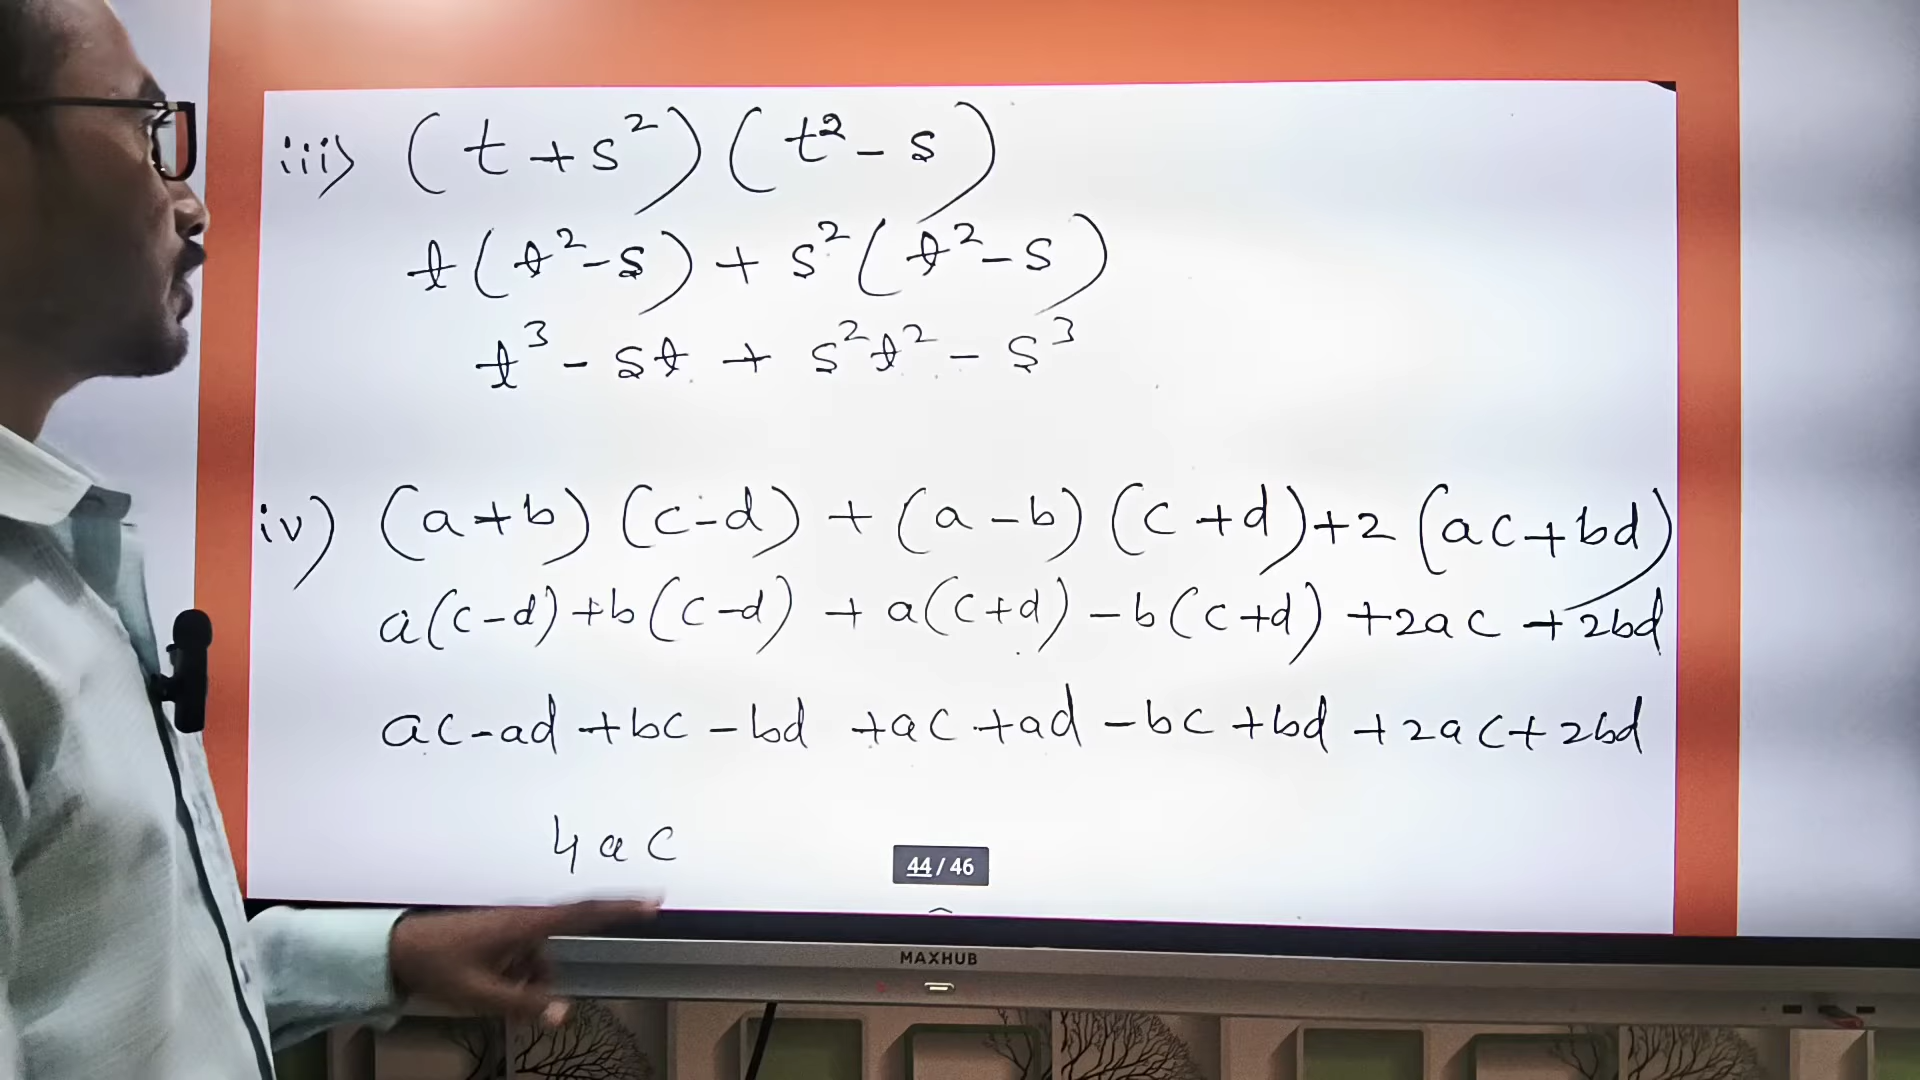 iii) (t + s²) (t² - s)
t(t² - s) + s²(t² - s)
t³ - st + s²t² - s³
iv) (a+b) (c-d) + (a-b) (c+d) + 2 (ac+bd)
a(c-d) + b(c-d) + a(c+d) - b(c+d) + 2ac + 2bd
ac - ad + bc - bd + ac + ad - bc + bd + 2ac + 2bd
4ac
44 / 46
MAXHUB